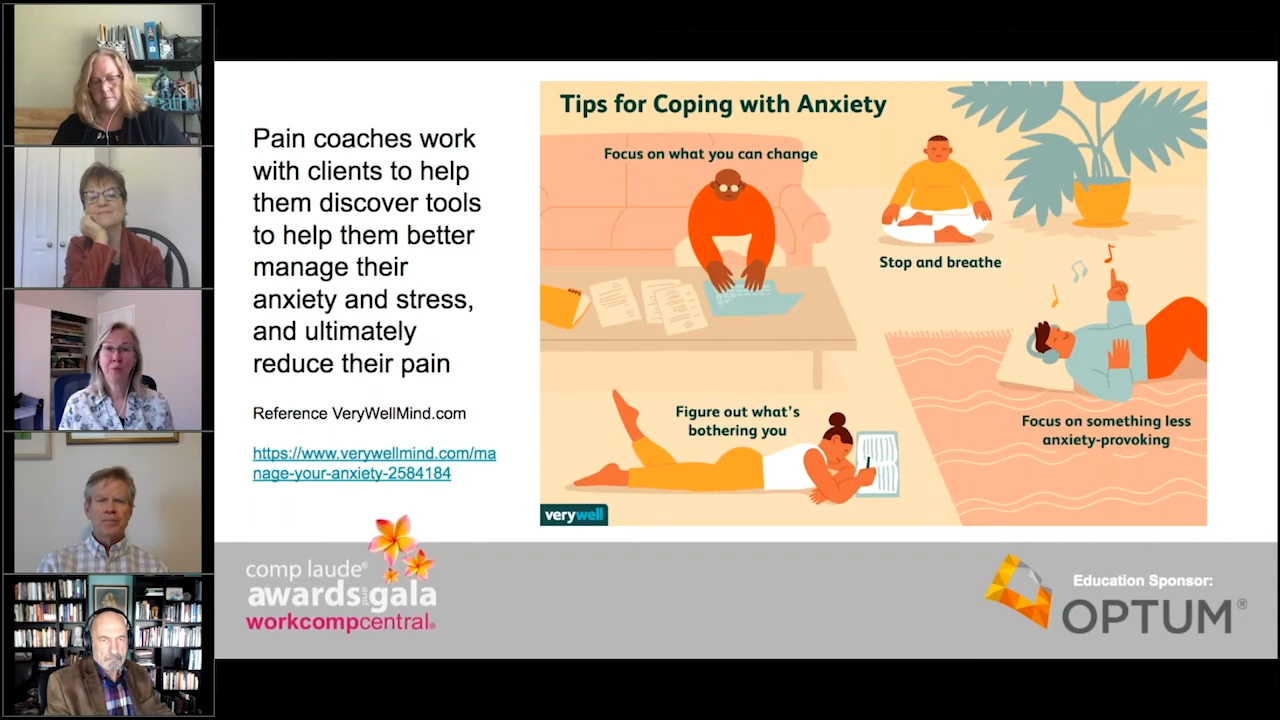 Pain coaches work
with clients to help
them discover tools
to help them better
manage their
anxiety and stress,
and ultimately
reduce their pain
Reference VeryWellMind.com
https://www.verywellmind.com/ma
nage-your-anxiety-2584184
Tips for Coping with Anxiety
Focus on what you can change
Stop and breathe
Figure out what's
bothering you
Focus on something less
anxiety-provoking
verywell
comp laude®
awards and gala
workcompcentral®
Education Sponsor:
OPTUM®